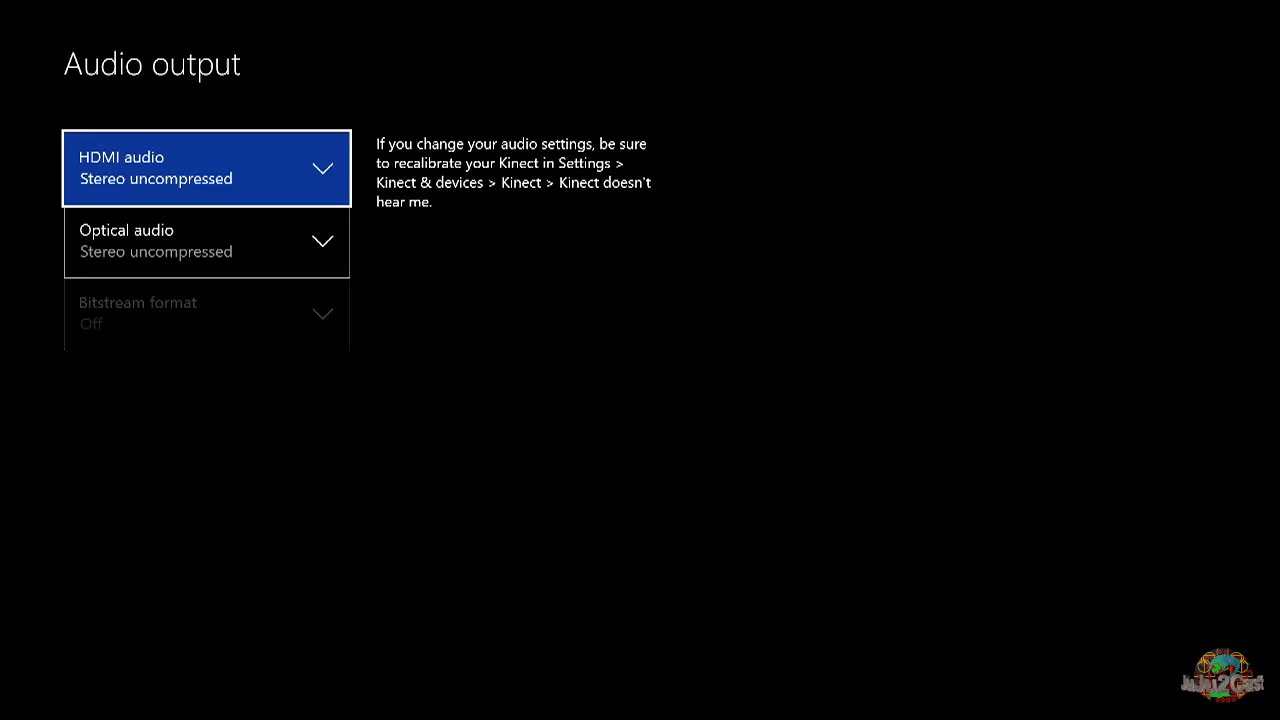 Audio output
HDMI audio
Stereo uncompressed
Optical audio
Stereo uncompressed
Bitstream format
Off
If you change your audio settings, be sure
to recalibrate your Kinect in Settings >
Kinect & devices > Kinect > Kinect doesn't
hear me.
JuJu2Cast